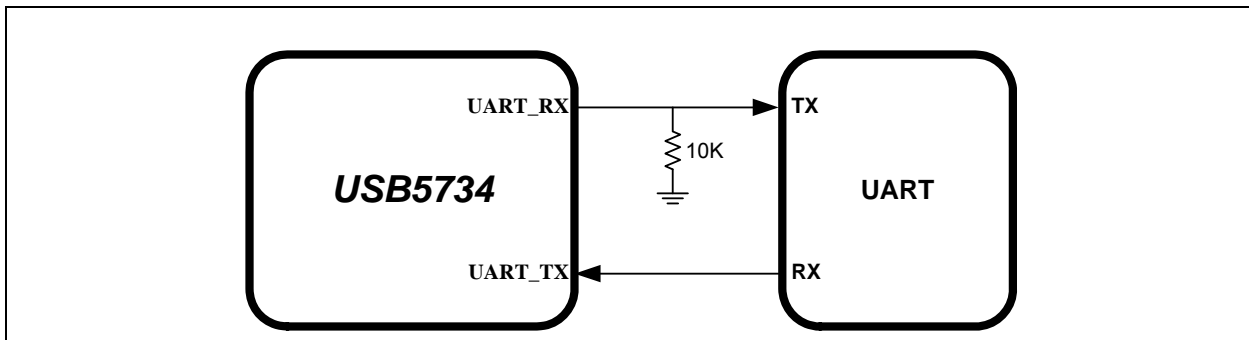 UART_RX
TX
10K
USB5734
UART
UART_TX
RX